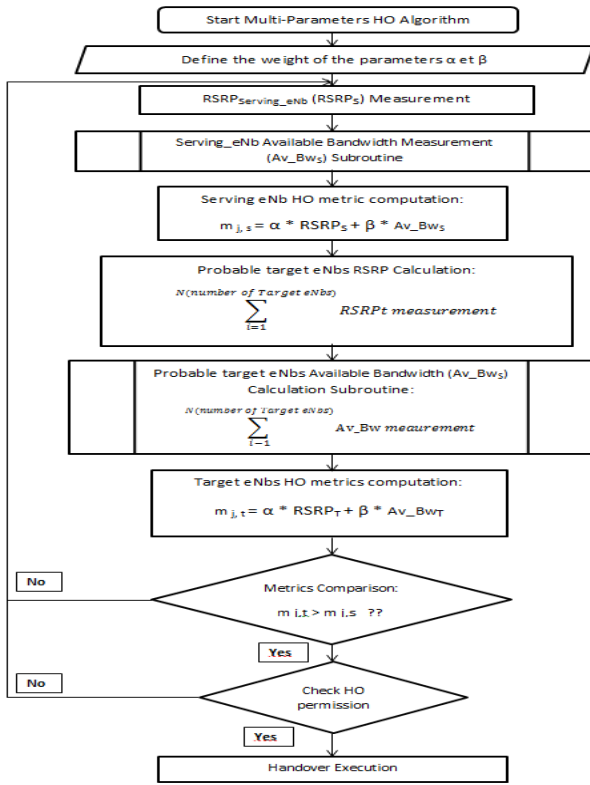 Start Multi-Parameters HO Algorithm
Define the weight of the parameters α et β
RSRPServing_eNb (RSRPS) Measurement
Serving_eNb Available Bandwidth Measurement
(Av_BwS) Subroutine
Serving eNb HO metric computation:
m j, s = α * RSRPS + β * Av_BwS
Probable target eNbs RSRP Calculation:
N(number of Target eNbs)
∑ RSRPt measurement
i=1
Probable target eNbs Available Bandwidth (Av_BwS)
Calculation Subroutine:
N(number of Target eNbs)
∑ Av_Bw meaurement
i=1
Target eNbs HO metrics computation:
m j, t = α * RSRPT + β * Av_BwT
No
Metrics Comparison:
m j,t > m j,s ??
Yes
No
Check HO
permission
Yes
Handover Execution